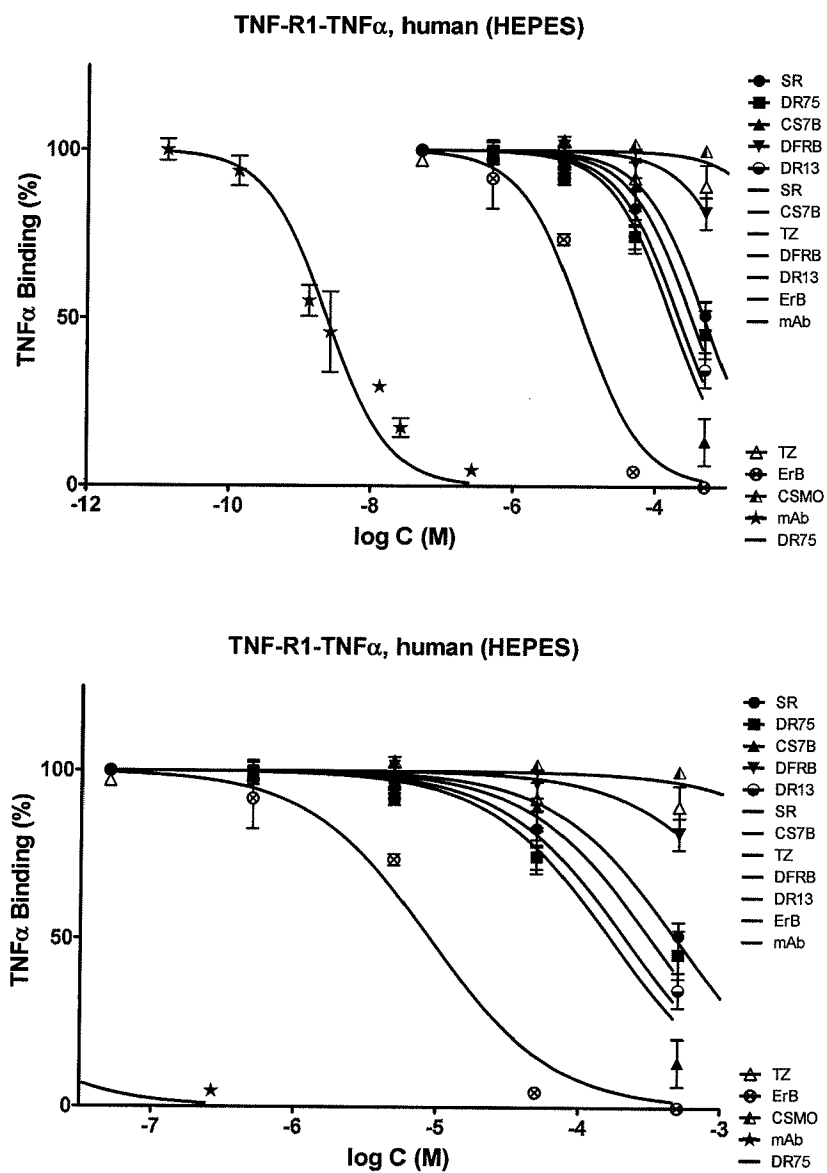 TNF-R1-TNFα, human (HEPES)
TNFα Binding (%)
100
50
0
-12
-10
-8
-6
-4
log C (M)
SR
DR75
CS7B
DFRB
DR13
SR
CS7B
TZ
DFRB
DR13
ErB
mAb
TZ
ErB
CSMO
mAb
DR75
TNF-R1-TNFα, human (HEPES)
TNFα Binding (%)
100
50
0
-7
-6
-5
-4
-3
log C (M)
SR
DR75
CS7B
DFRB
DR13
SR
CS7B
TZ
DFRB
DR13
ErB
mAb
TZ
ErB
CSMO
mAb
DR75